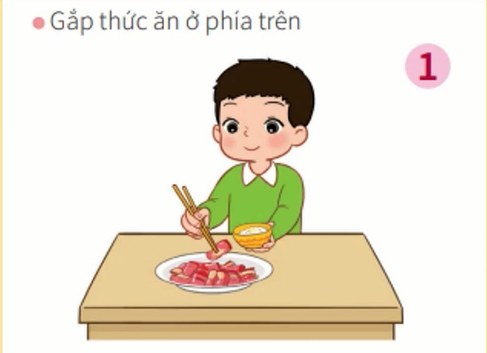 Gắp thức ăn ở phía trên
1